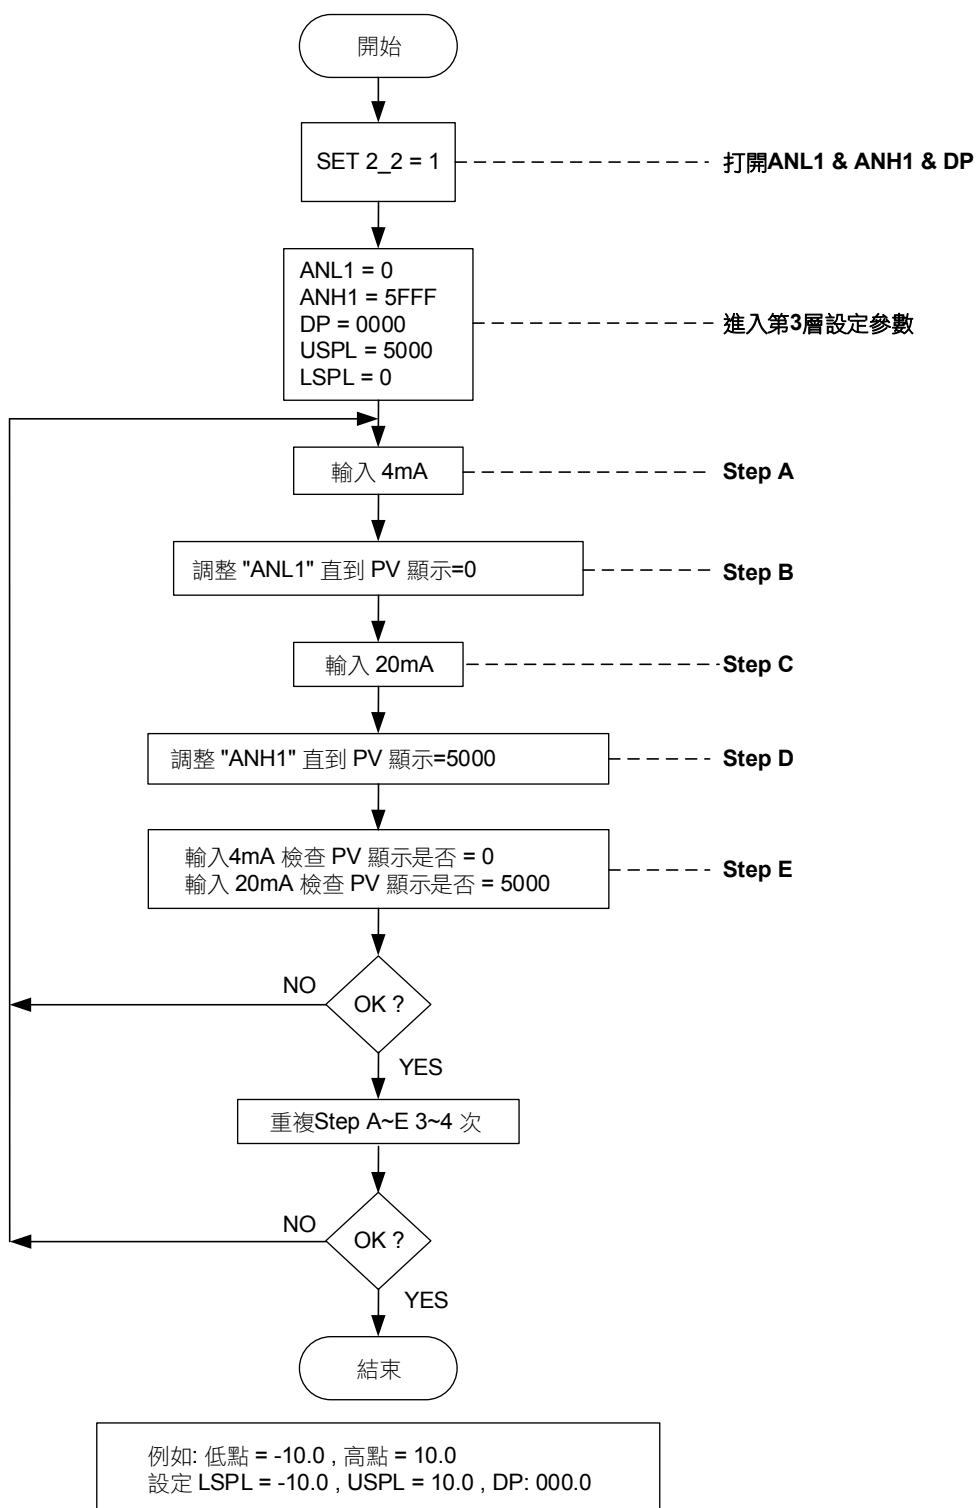 開始
SET 2_2 = 1
打開ANL1 & ANH1 & DP
ANL1 = 0
ANH1 = 5FFF
DP = 0000
USPL = 5000
LSPL = 0
進入第3層設定參數
輸入 4mA
Step A
調整 "ANL1" 直到 PV 顯示=0
Step B
輸入 20mA
Step C
調整 "ANH1" 直到 PV 顯示=5000
Step D
輸入4mA 檢查 PV 顯示是否 = 0
輸入 20mA 檢查 PV 顯示是否 = 5000
Step E
NO
OK ?
YES
重複Step A~E 3~4 次
NO
OK ?
YES
結束
例如: 低點 = -10.0 , 高點 = 10.0
設定 LSPL = -10.0 , USPL = 10.0 , DP: 000.0